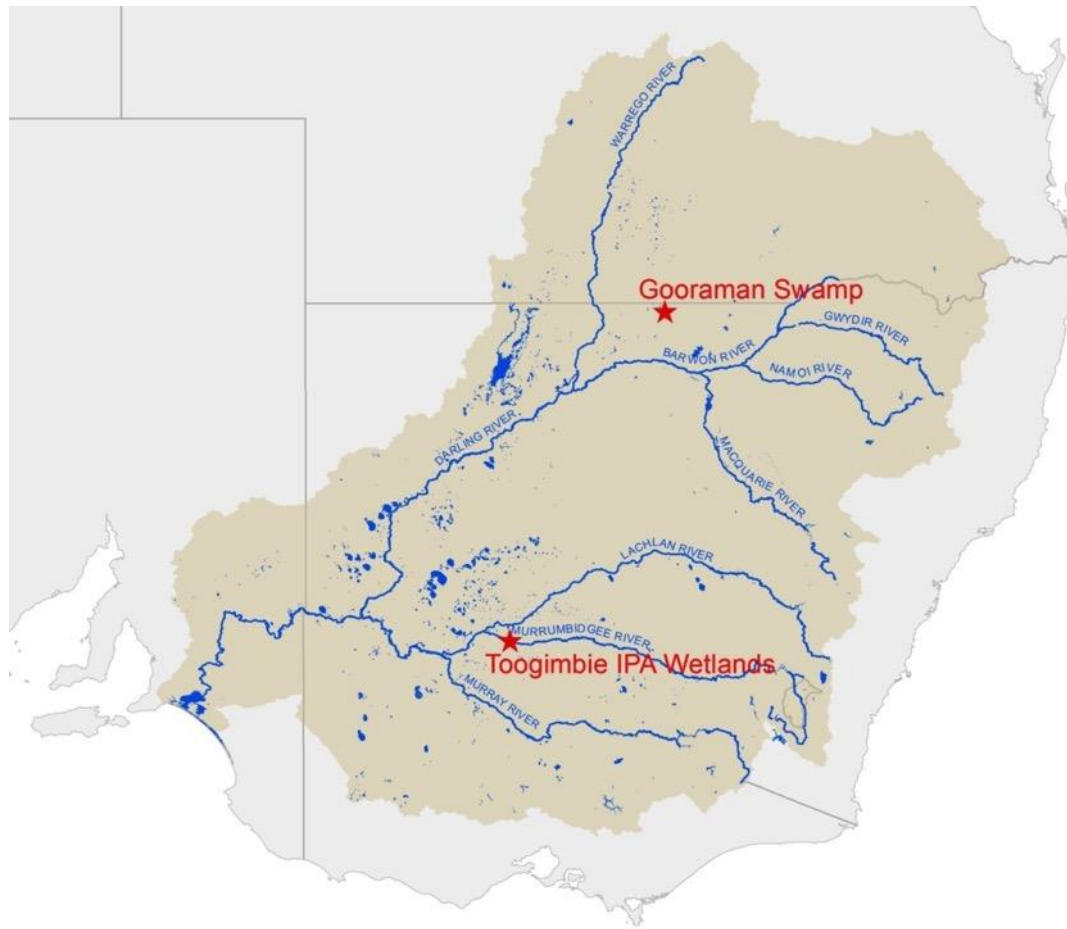 WARREGO RIVER
Gooraman Swamp
GWYDIR RIVER
BARWON RIVER
NAMOI RIVER
DARLING RIVER
MACQUARIE RIVER
LACHLAN RIVER
MURRUMBIDGEE RIVER
Toogimbie IPA Wetlands
MURRAY RIVER